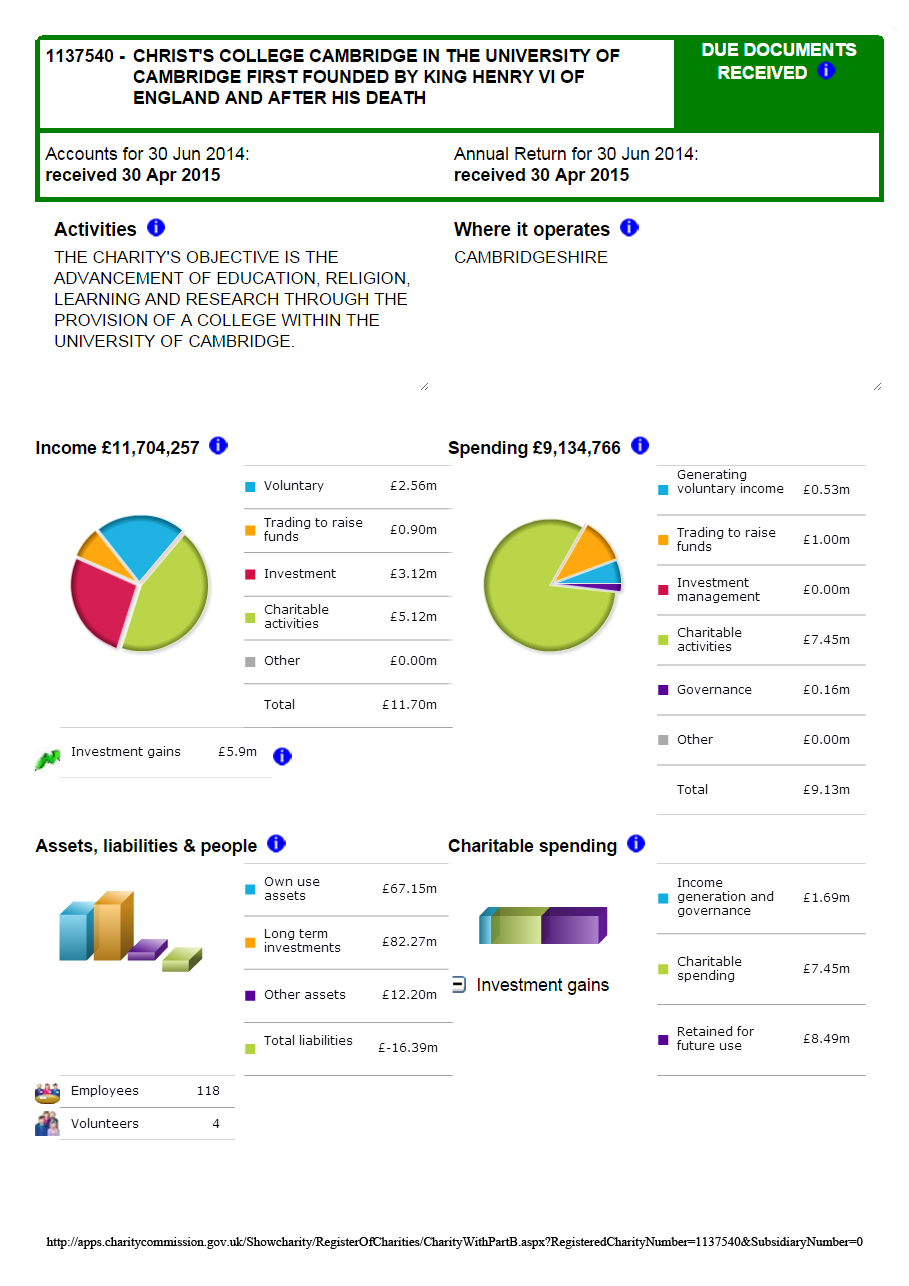 1137540 - CHRIST'S COLLEGE CAMBRIDGE IN THE UNIVERSITY OF
CAMBRIDGE FIRST FOUNDED BY KING HENRY VI OF
ENGLAND AND AFTER HIS DEATH
DUE DOCUMENTS
RECEIVED i
Accounts for 30 Jun 2014:
received 30 Apr 2015
Annual Return for 30 Jun 2014:
received 30 Apr 2015
Activities i
THE CHARITY'S OBJECTIVE IS THE
ADVANCEMENT OF EDUCATION, RELIGION,
LEARNING AND RESEARCH THROUGH THE
PROVISION OF A COLLEGE WITHIN THE
UNIVERSITY OF CAMBRIDGE.
Where it operates i
CAMBRIDGESHIRE
Income £11,704,257 i
Voluntary £2.56m
Trading to raise
funds £0.90m
Investment £3.12m
Charitable
activities £5.12m
Other £0.00m
Total £11.70m
Investment gains £5.9m i
Spending £9,134,766 i
Generating
voluntary income £0.53m
Trading to raise
funds £1.00m
Investment
management £0.00m
Charitable
activities £7.45m
Governance £0.16m
Other £0.00m
Total £9.13m
Assets, liabilities & people i
Own use
assets £67.15m
Long term
investments £82.27m
Other assets £12.20m
Total liabilities £-16.39m
Employees 118
Volunteers 4
Charitable spending i
Investment gains
Income
generation and
governance £1.69m
Charitable
spending £7.45m
Retained for
future use £8.49m
http://apps.charitycommission.gov.uk/Showcharity/RegisterOfCharities/CharityWithPartB.aspx?RegisteredCharityNumber=1137540&SubsidiaryNumber=0